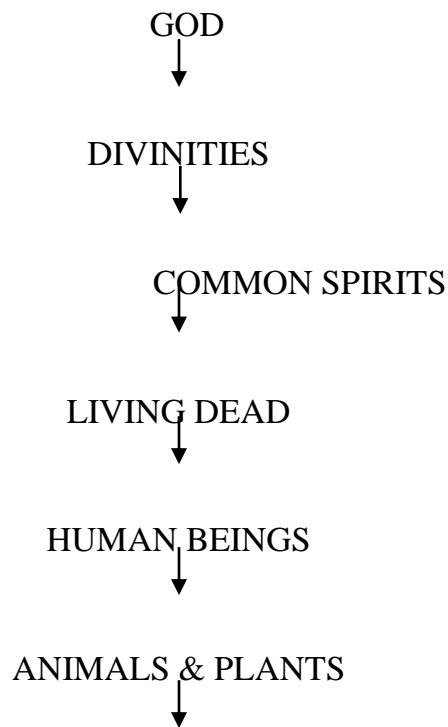 GOD
DIVINITIES
COMMON SPIRITS
LIVING DEAD
HUMAN BEINGS
ANIMALS & PLANTS